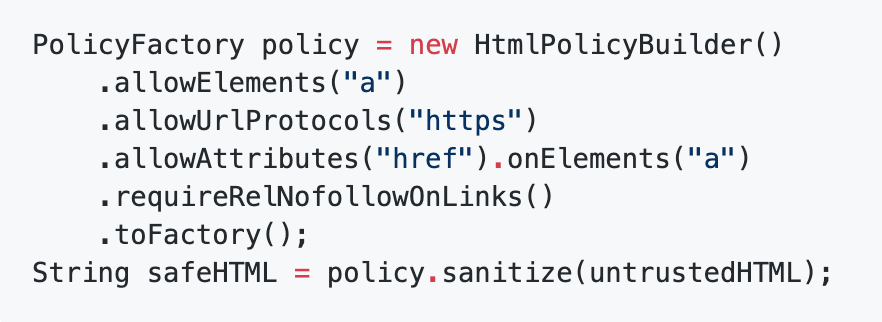 PolicyFactory policy = new HtmlPolicyBuilder()
    .allowElements("a")
    .allowUrlProtocols("https")
    .allowAttributes("href").onElements("a")
    .requireRelNofollowOnLinks()
    .toFactory();
String safeHTML = policy.sanitize(untrustedHTML);